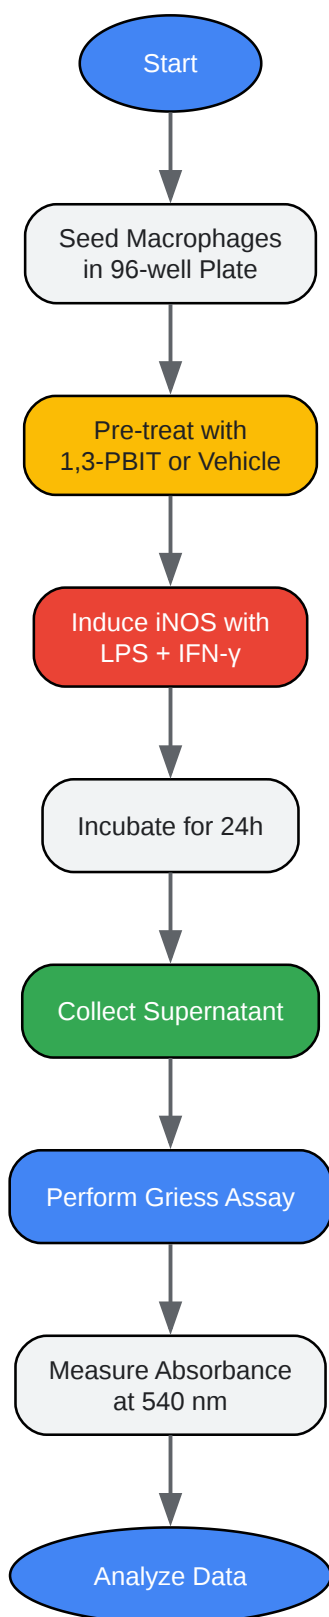 Start
Seed Macrophages
in 96-well Plate
Pre-treat with
1,3-PBIT or Vehicle
Induce iNOS with
LPS + IFN-γ
Incubate for 24h
Collect Supernatant
Perform Griess Assay
Measure Absorbance
at 540 nm
Analyze Data